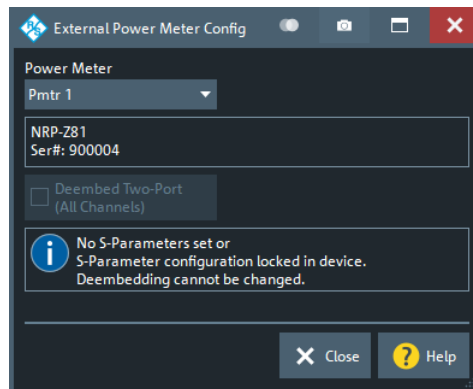 External Power Meter Config
Power Meter
Pmtr 1
NRP-Z81
Ser#: 900004
Deembed Two-Port
(All Channels)
No S-Parameters set or
S-Parameter configuration locked in device.
Deembedding cannot be changed.
Close
Help